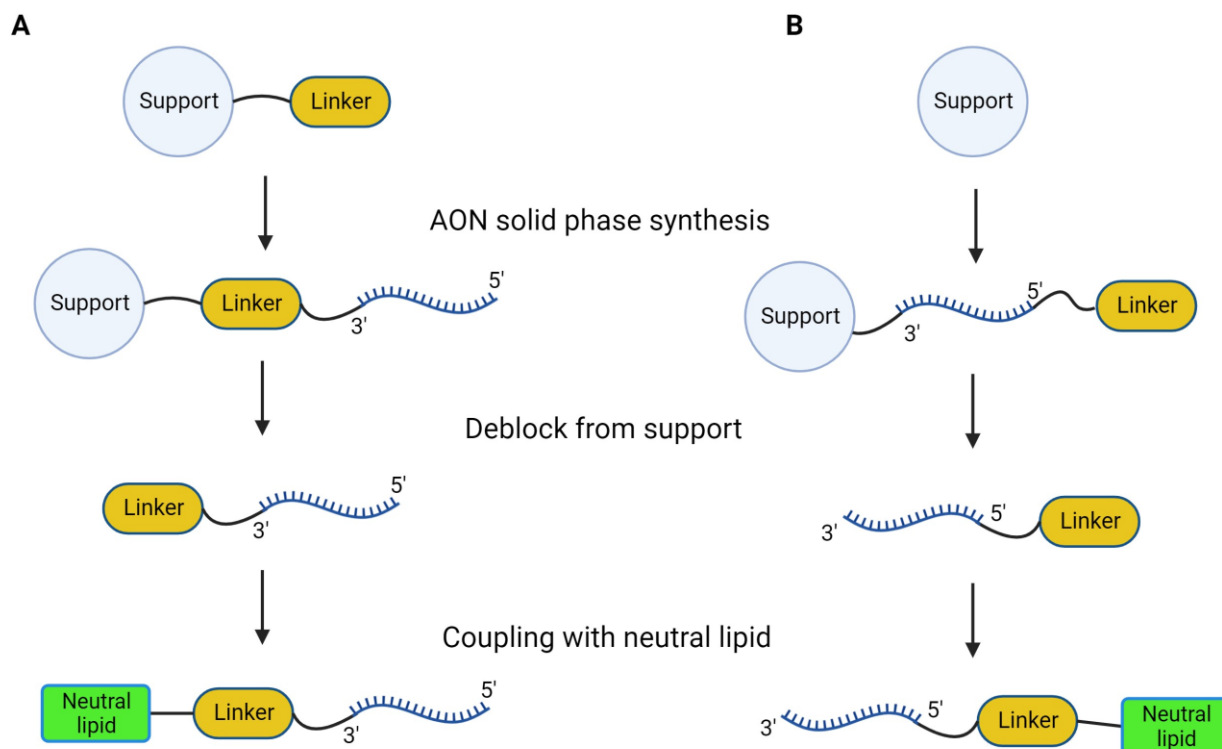 A
B
Support
Linker
Support
AON solid phase synthesis
Support
Linker
5'
3'
Support
5'
3'
Linker
Deblock from support
Linker
5'
3'
3'
5'
Linker
Coupling with neutral lipid
Neutral
lipid
Linker
5'
3'
3'
5'
Linker
Neutral
lipid